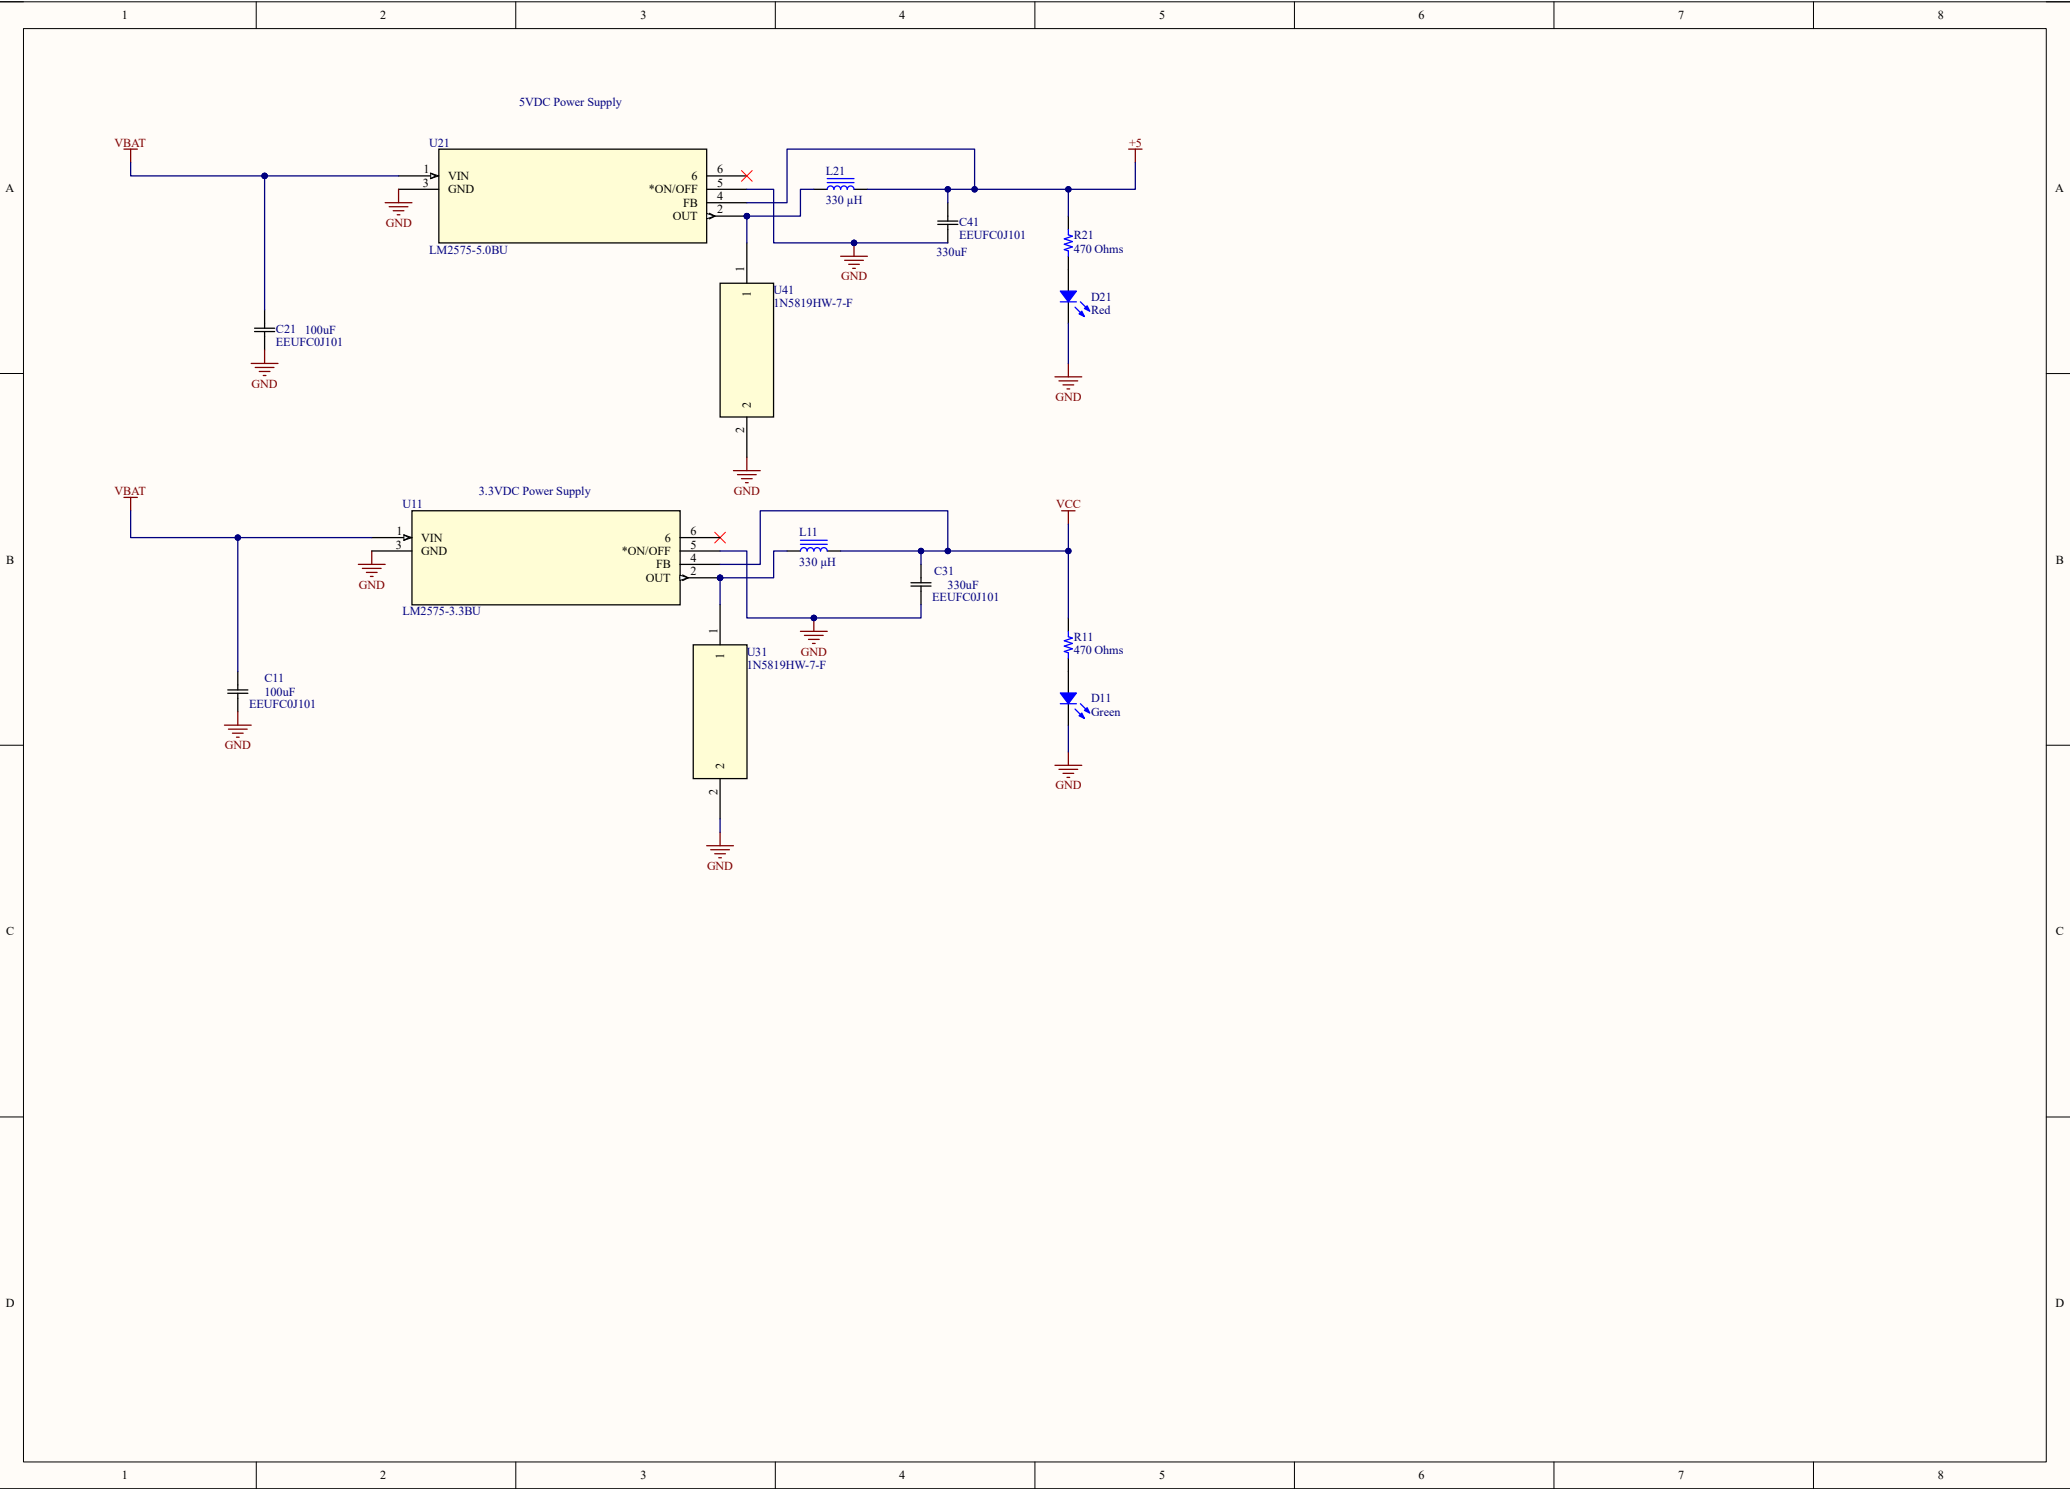 1 2 3 4 5 6 7 8
5VDC Power Supply
VBAT
U21
+5
A
A
1
VIN
3
GND
6
6
*ON/OFF
5
FB
4
OUT
2
GND
LM2575-5.0BU
L21
330 µH
C41
EEUFC0J101
330uF
GND
R21
470 Ohms
1
1
U41
1N5819HW-7-F
2
2
GND
D21
Red
GND
C21 100uF
EEUFC0J101
GND
3.3VDC Power Supply
VBAT
U11
VCC
B
B
1
VIN
3
GND
6
6
*ON/OFF
5
FB
4
OUT
2
GND
LM2575-3.3BU
L11
330 µH
C31
330uF
EEUFC0J101
GND
R11
470 Ohms
1
1
U31
1N5819HW-7-F
2
2
GND
D11
Green
GND
C11
100uF
EEUFC0J101
GND
C
C
D
D
1 2 3 4 5 6 7 8